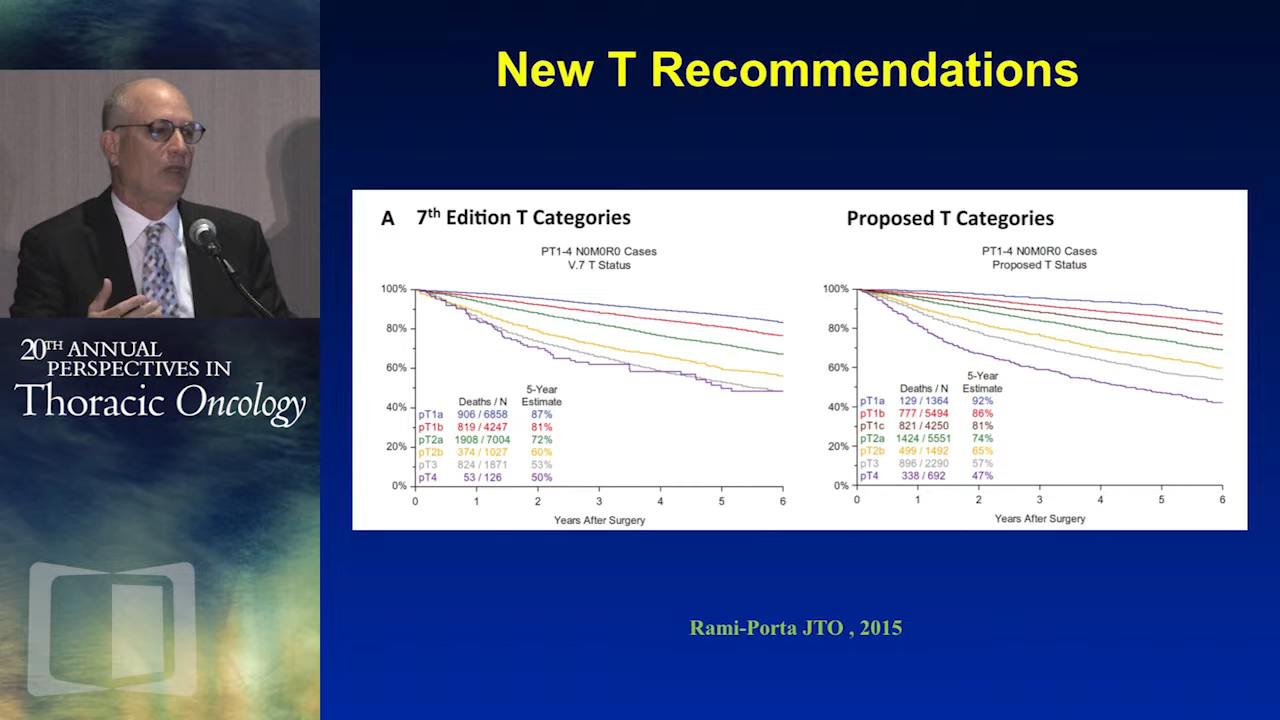 New T Recommendations
A 7th Edition T Categories
PT1-4 N0M0R0 Cases
V.7 T Status
100%
80%
60%
40%
20%
0%
Deaths / N
5-Year
Estimate
pT1a 906 / 6858 87%
pT1b 819 / 4247 81%
pT2a 1908 / 7004 72%
pT2b 374 / 1027 60%
pT3 824 / 1871 53%
pT4 53 / 126 50%
0 1 2 3 4 5 6
Years After Surgery
Proposed T Categories
PT1-4 N0M0R0 Cases
Proposed T Status
100%
80%
60%
40%
20%
0%
Deaths / N
5-Year
Estimate
pT1a 129 / 1364 92%
pT1b 777 / 5494 86%
pT1c 821 / 4250 81%
pT2a 1424 / 5551 74%
pT2b 499 / 1492 65%
pT3 896 / 2290 57%
pT4 338 / 692 47%
0 1 2 3 4 5 6
Years After Surgery
Rami-Porta JTO , 2015
20TH ANNUAL
PERSPECTIVES IN
Thoracic Oncology